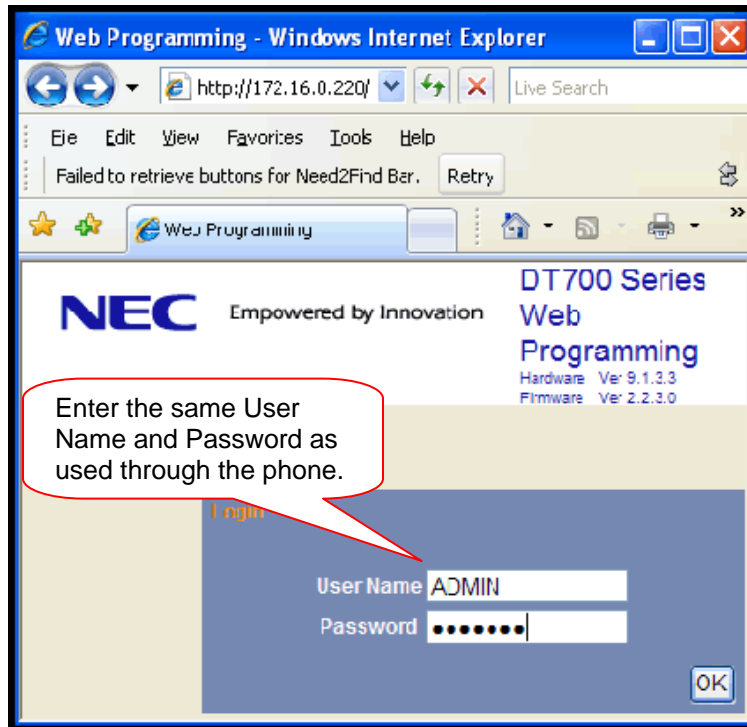 Web Programming - Windows Internet Explorer
http://172.16.0.220/ Live Search
File Edit View Favorites Tools Help
Failed to retrieve buttons for Need2Find Bar. Retry
Web Programming
NEC Empowered by Innovation
DT700 Series
Web
Programming
Hardware Ver 9.1.3.3
Firmware Ver 2.2.3.0
Enter the same User
Name and Password as
used through the phone.
Login
User Name ADMIN
Password •••••••
OK